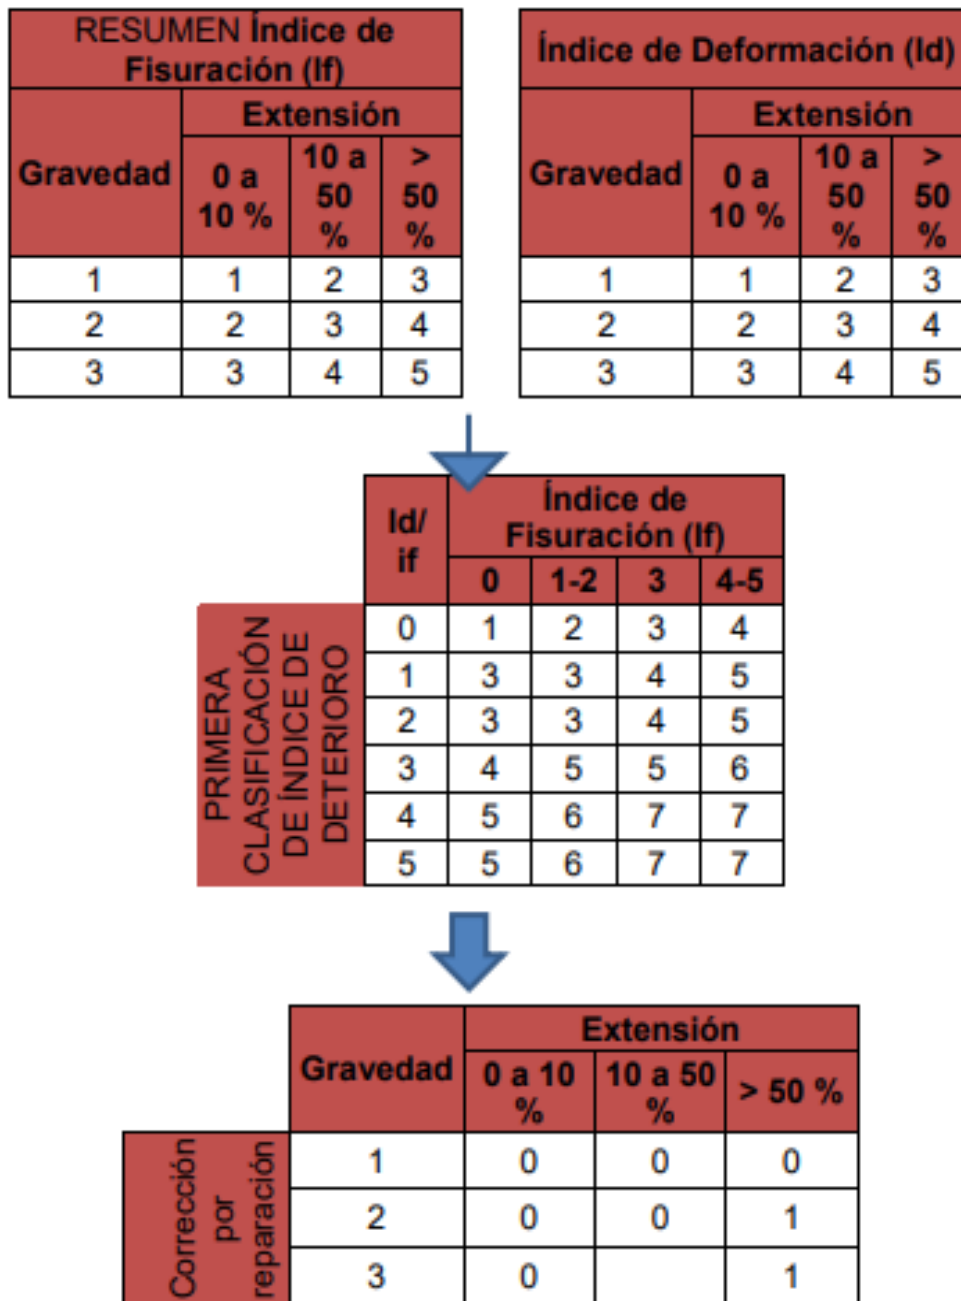 RESUMEN Índice de
Fisuración (If)
Extensión
Gravedad
0 a
10 %
10 a
50
%
>
50
%
1 1 2 3
2 2 3 4
3 3 4 5
Índice de Deformación (Id)
Extensión
Gravedad
0 a
10 %
10 a
50
%
>
50
%
1 1 2 3
2 2 3 4
3 3 4 5
Id/
if
Índice de
Fisuración (If)
0 1-2 3 4-5
PRIMERA
CLASIFICACIÓN
DE ÍNDICE DE
DETERIORO
0 1 2 3 4
1 3 3 4 5
2 3 3 4 5
3 4 5 5 6
4 5 6 7 7
5 5 6 7 7
Gravedad
Extensión
0 a 10
%
10 a 50
%
> 50 %
Corrección
por
reparación
1 0 0 0
2 0 0 1
3 0 1